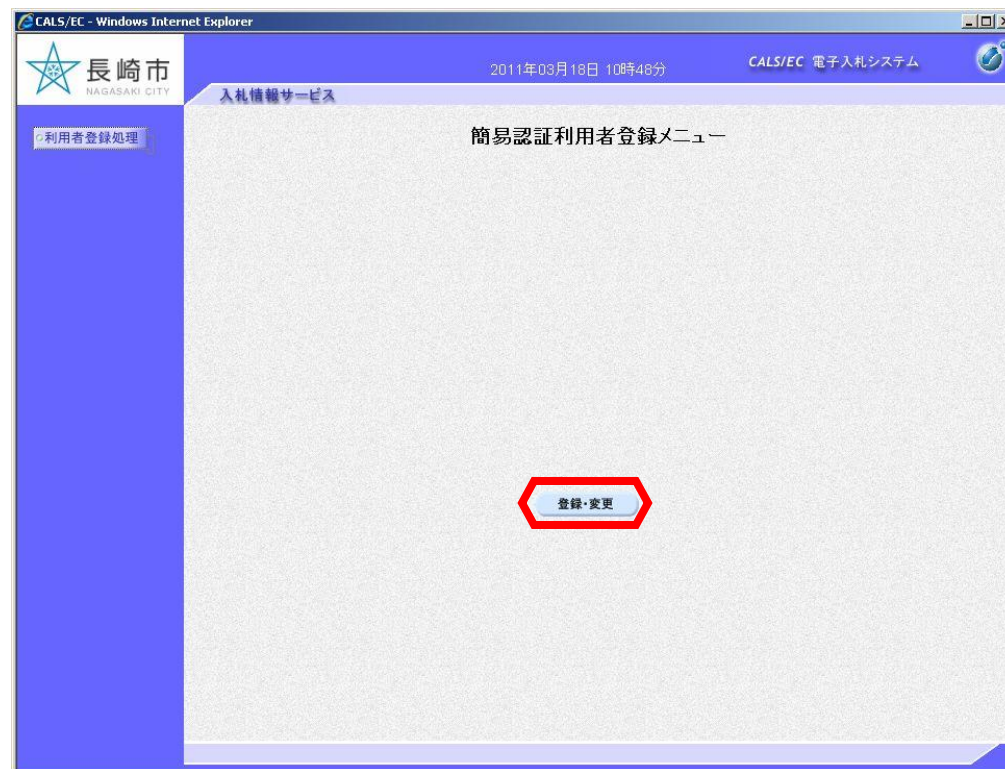 CALS/EC - Windows Internet Explorer
長崎市
NAGASAKI CITY
2011年03月18日 10時48分
CALS/EC 電子入札システム
入札情報サービス
○利用者登録処理
簡易認証利用者登録メニュー
登録・変更